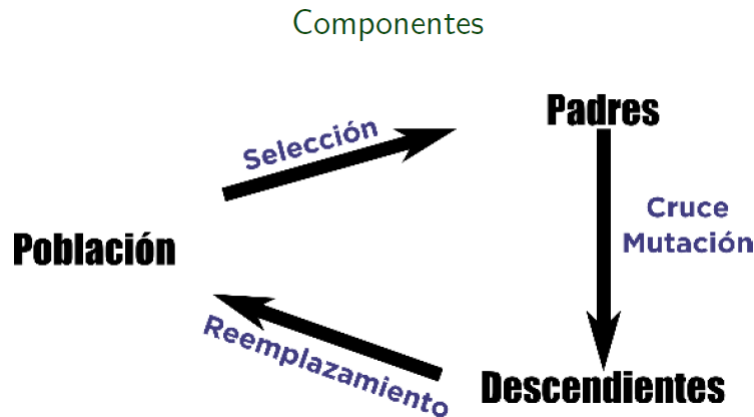 Componentes
Selección
Padres
Cruce
Mutación
Población
Reemplazamiento
Descendientes